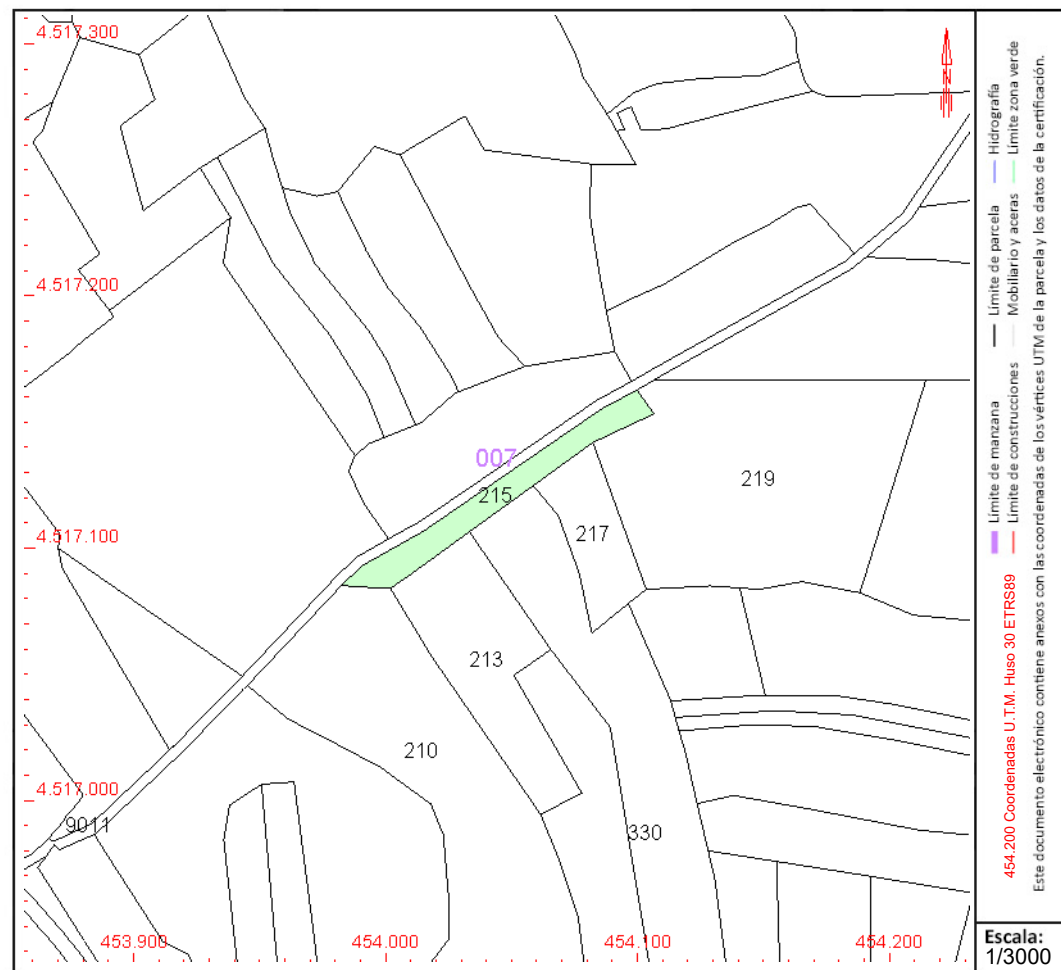 4.517.300
4.517.200
007
215
219
4.517.100
217
213
210
4.517.000
9011
330
453.900
454.000
454.100
454.200
N
454.200 Coordenadas U.T.M. Huso 30 ETRS89
Límite de manzana
Límite de parcela
Hidrografía
Límite de construcciones
Mobiliario y aceras
Límite zona verde
Este documento electrónico contiene anexos con las coordenadas de los vértices UTM de la parcela y los datos de la certificación.
Escala:
1/3000